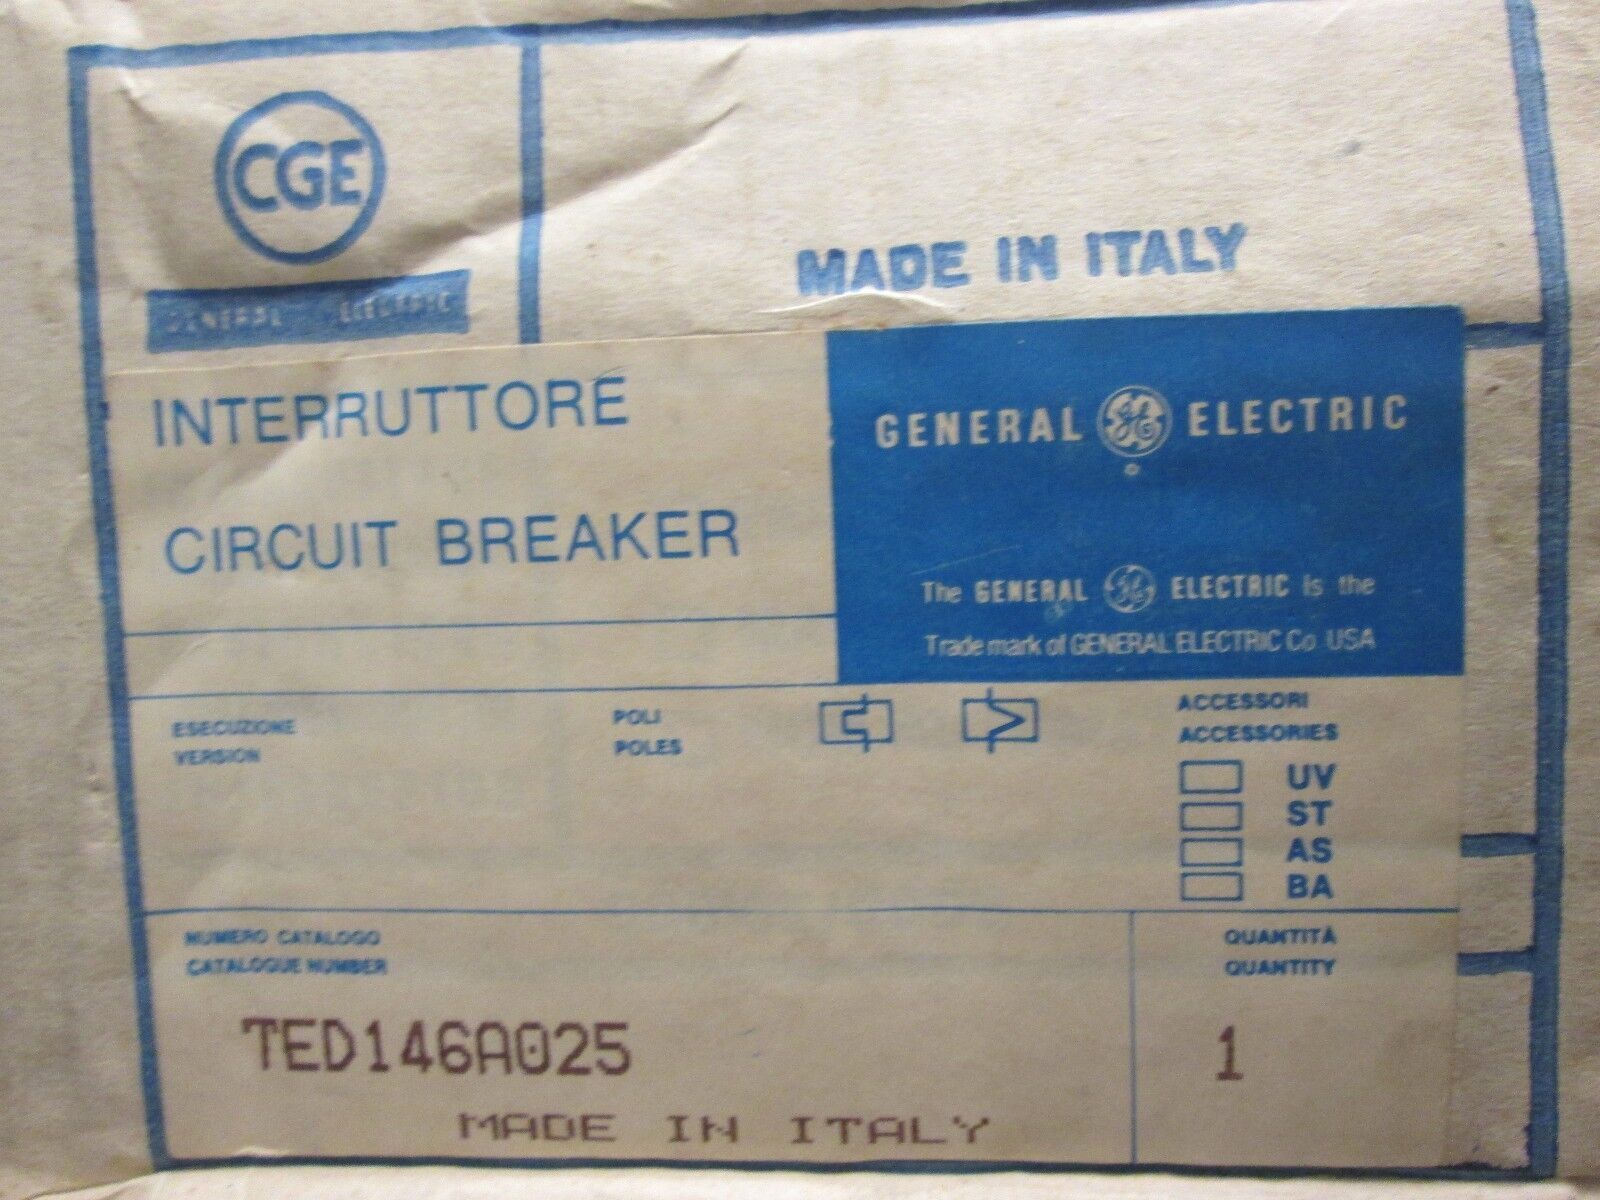 CGE
GENERAL ELECTRIC
MADE IN ITALY
INTERRUTTORE
CIRCUIT BREAKER
GENERAL GE ELECTRIC
®
The GENERAL GE ELECTRIC is the
Trade mark of GENERAL ELECTRIC Co. USA
ESECUZIONE
VERSION
POLI
POLES
ACCESSORI
ACCESSORIES
UV
ST
AS
BA
NUMERO CATALOGO
CATALOGUE NUMBER
QUANTITÀ
QUANTITY
TED146A025
1
MADE IN ITALY